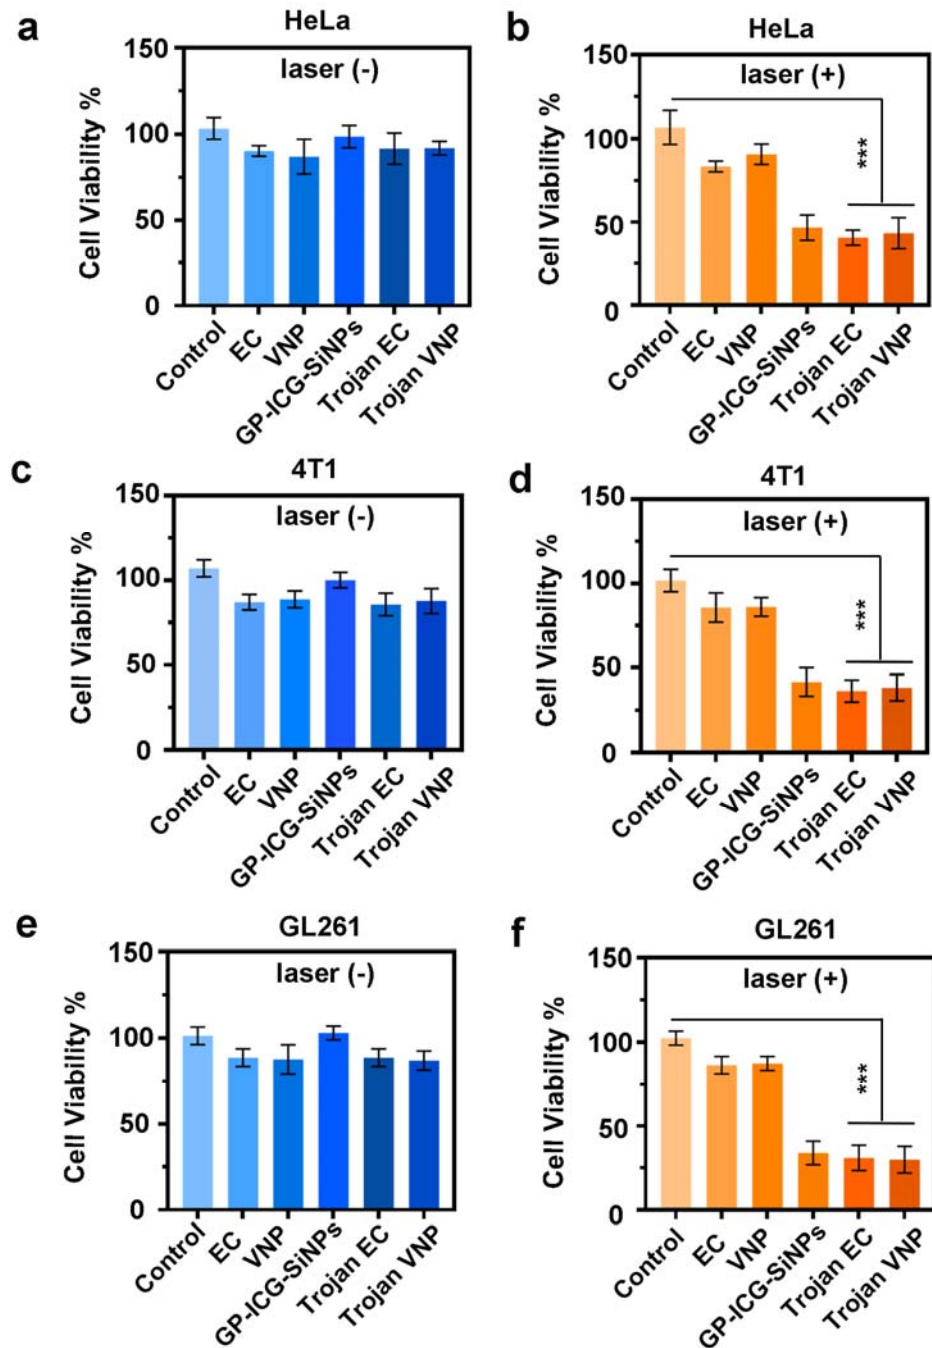 a
HeLa
laser (-)
Cell Viability %
150
100
50
0
Control
EC
VNP
GP-ICG-SiNPs
Trojan EC
Trojan VNP
b
HeLa
laser (+)
***
Cell Viability %
150
100
50
0
Control
EC
VNP
GP-ICG-SiNPs
Trojan EC
Trojan VNP
c
4T1
laser (-)
Cell Viability %
150
100
50
0
Control
EC
VNP
GP-ICG-SiNPs
Trojan EC
Trojan VNP
d
4T1
laser (+)
***
Cell Viability %
150
100
50
0
Control
EC
VNP
GP-ICG-SiNPs
Trojan EC
Trojan VNP
e
GL261
laser (-)
Cell Viability %
150
100
50
0
Control
EC
VNP
GP-ICG-SiNPs
Trojan EC
Trojan VNP
f
GL261
laser (+)
***
Cell Viability %
150
100
50
0
Control
EC
VNP
GP-ICG-SiNPs
Trojan EC
Trojan VNP